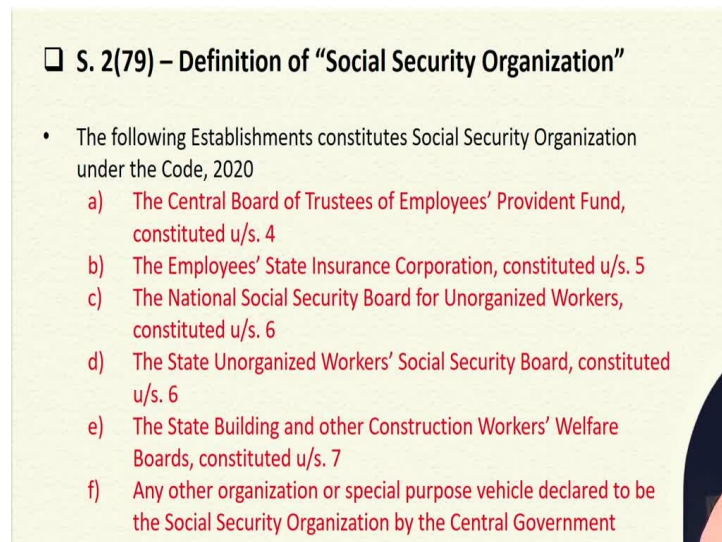 ❑ S. 2(79) – Definition of “Social Security Organization”
• The following Establishments constitutes Social Security Organization
under the Code, 2020
a) The Central Board of Trustees of Employees’ Provident Fund,
constituted u/s. 4
b) The Employees’ State Insurance Corporation, constituted u/s. 5
c) The National Social Security Board for Unorganized Workers,
constituted u/s. 6
d) The State Unorganized Workers’ Social Security Board, constituted
u/s. 6
e) The State Building and other Construction Workers’ Welfare
Boards, constituted u/s. 7
f) Any other organization or special purpose vehicle declared to be
the Social Security Organization by the Central Government